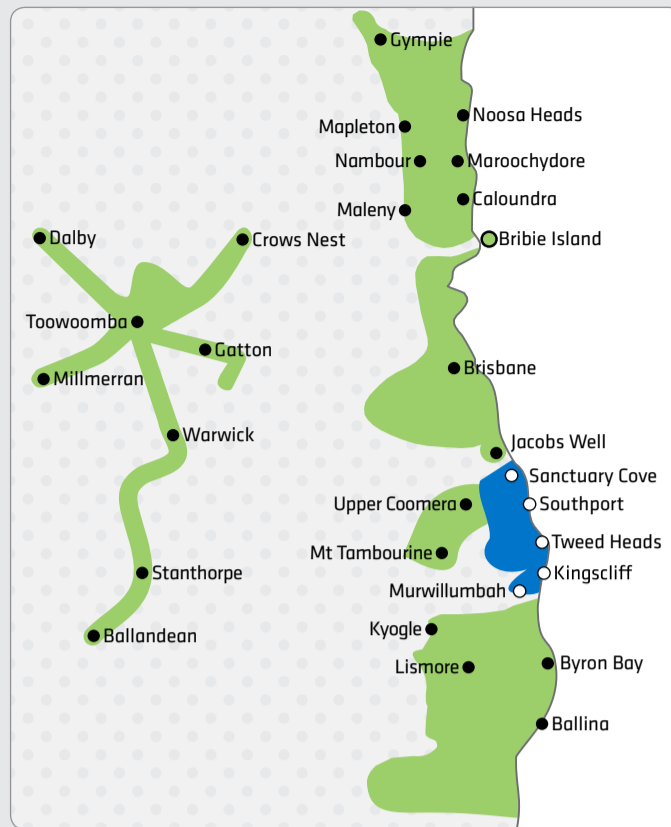 Gympie
Noosa Heads
Mapleton
Nambour
Maroochydore
Caloundra
Maleny
Dalby
Crows Nest
Bribie Island
Toowoomba
Gatton
Brisbane
Millmerran
Warwick
Jacobs Well
Sanctuary Cove
Upper Coomera
Southport
Tweed Heads
Mt Tambourine
Stanthorpe
Kingscliff
Murwillumbah
Kyogle
Ballandean
Lismore
Byron Bay
Ballina